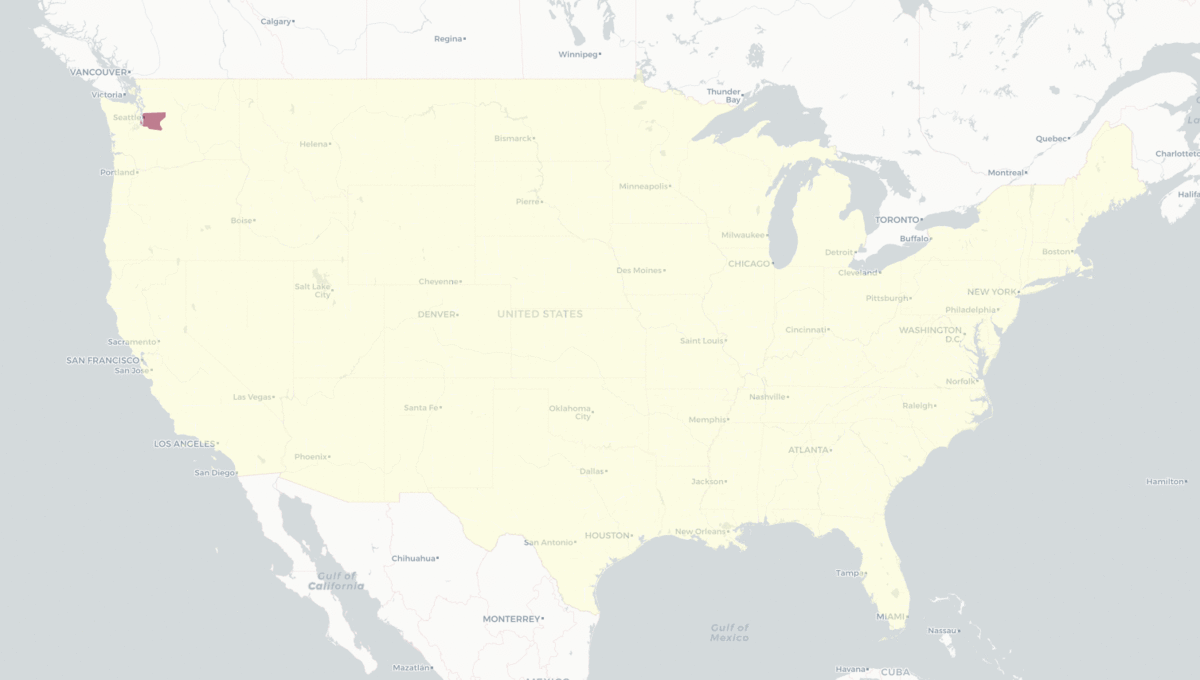 Calgary
Regina
Winnipeg
VANCOUVER
Victoria
Thunder
Bay
Seattle
Quebec
Charlottet
Helena
Bismarck
Montreal
Portland
Minneapolis
Halifa
Pierre
Boise
TORONTO
Milwaukee
Buffalo
Detroit
Boston
CHICAGO
Des Moines
Cleveland
Cheyenne
Salt Lake
City
NEW YORK
Pittsburgh
Philadelphia
DENVER
UNITED STATES
Cincinnati
WASHINGTON,
D.C.
Sacramento
Saint Louis
SAN FRANCISCO
San Jose
Norfolk
Las Vegas
Nashville
Santa Fe
Oklahoma
City
Raleigh
Memphis
LOS ANGELES
ATLANTA
Phoenix
San Diego
Dallas
Jackson
Hamilton
New Orleans
HOUSTON
San Antonio
Chihuahua
Tampa
Gulf of
California
MONTERREY
MIAMI
Gulf of
Mexico
Nassau
Mazatlán
Havana
CUBA